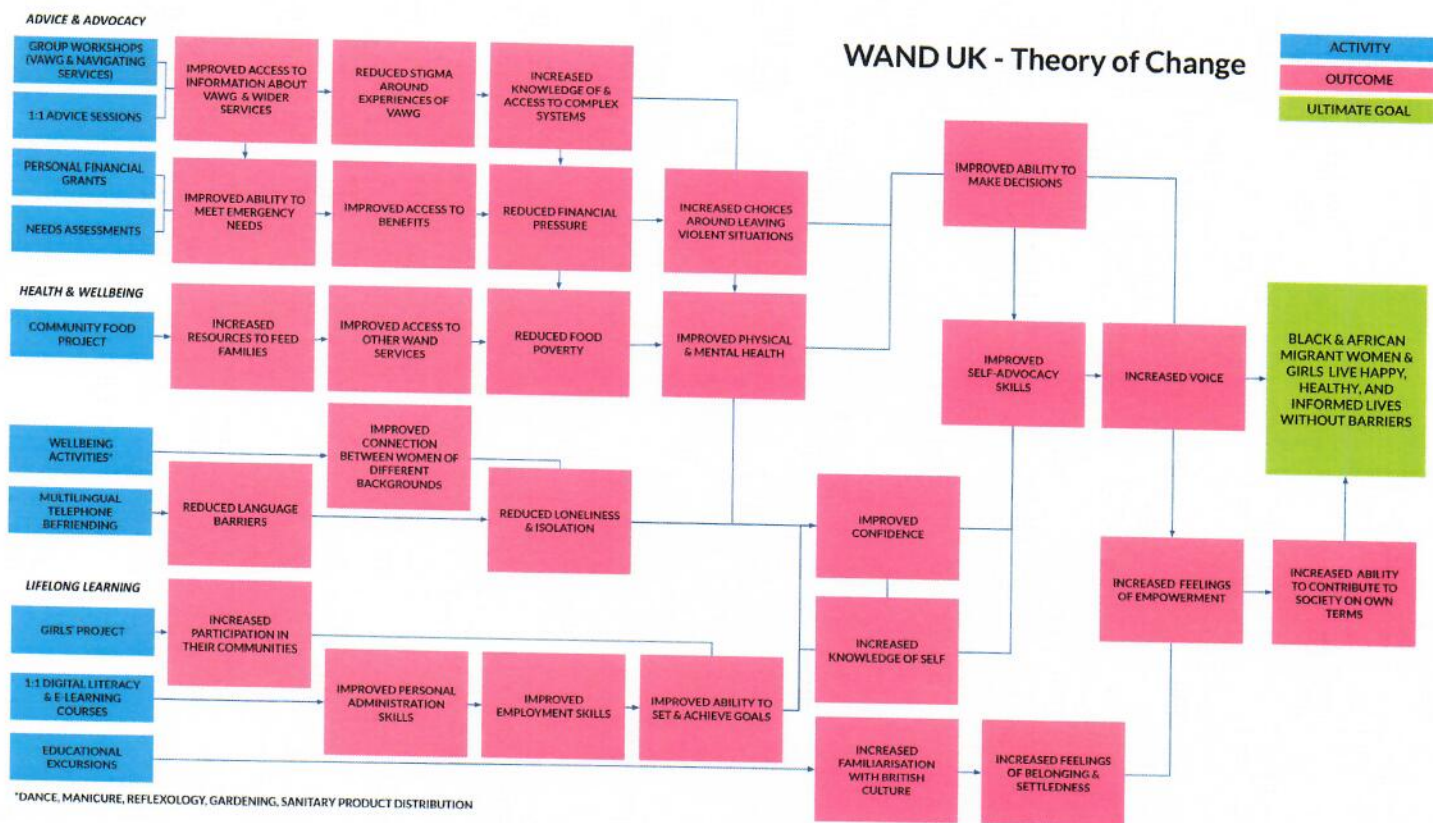 WAND UK - Theory of Change
ACTIVITY
OUTCOME
ULTIMATE GOAL
ADVICE & ADVOCACY
GROUP WORKSHOPS
(VAWG & NAVIGATING
SERVICES)
1:1 ADVICE SESSIONS
PERSONAL FINANCIAL
GRANTS
NEEDS ASSESSMENTS
IMPROVED ACCESS TO
INFORMATION ABOUT
VAWG & WIDER
SERVICES
REDUCED STIGMA
AROUND
EXPERIENCES OF
VAWG
INCREASED
KNOWLEDGE OF &
ACCESS TO COMPLEX
SYSTEMS
IMPROVED ABILITY TO
MEET EMERGENCY
NEEDS
IMPROVED ACCESS TO
BENEFITS
REDUCED FINANCIAL
PRESSURE
INCREASED CHOICES
AROUND LEAVING
VIOLENT SITUATIONS
IMPROVED ABILITY TO
MAKE DECISIONS
HEALTH & WELLBEING
COMMUNITY FOOD
PROJECT
INCREASED
RESOURCES TO FEED
FAMILIES
IMPROVED ACCESS TO
OTHER WAND
SERVICES
REDUCED FOOD
POVERTY
IMPROVED PHYSICAL
& MENTAL HEALTH
IMPROVED
SELF-ADVOCACY
SKILLS
INCREASED VOICE
BLACK & AFRICAN
MIGRANT WOMEN &
GIRLS LIVE HAPPY,
HEALTHY, AND
INFORMED LIVES
WITHOUT BARRIERS
WELLBEING
ACTIVITIES*
IMPROVED
CONNECTION
BETWEEN WOMEN OF
DIFFERENT
BACKGROUNDS
MULTILINGUAL
TELEPHONE
BEFRIENDING
REDUCED LANGUAGE
BARRIERS
REDUCED LONELINESS
& ISOLATION
IMPROVED
CONFIDENCE
LIFELONG LEARNING
GIRLS' PROJECT
INCREASED
PARTICIPATION IN
THEIR COMMUNITIES
INCREASED
KNOWLEDGE OF SELF
INCREASED FEELINGS
OF EMPOWERMENT
INCREASED ABILITY
TO CONTRIBUTE TO
SOCIETY ON OWN
TERMS
1:1 DIGITAL LITERACY
& E-LEARNING
COURSES
IMPROVED PERSONAL
ADMINISTRATION
SKILLS
IMPROVED
EMPLOYMENT SKILLS
IMPROVED ABILITY TO
SET & ACHIEVE GOALS
EDUCATIONAL
EXCURSIONS
INCREASED
FAMILIARISATION
WITH BRITISH
CULTURE
INCREASED FEELINGS
OF BELONGING &
SETTLEDNESS
*DANCE, MANICURE, REFLEXOLOGY, GARDENING, SANITARY PRODUCT DISTRIBUTION